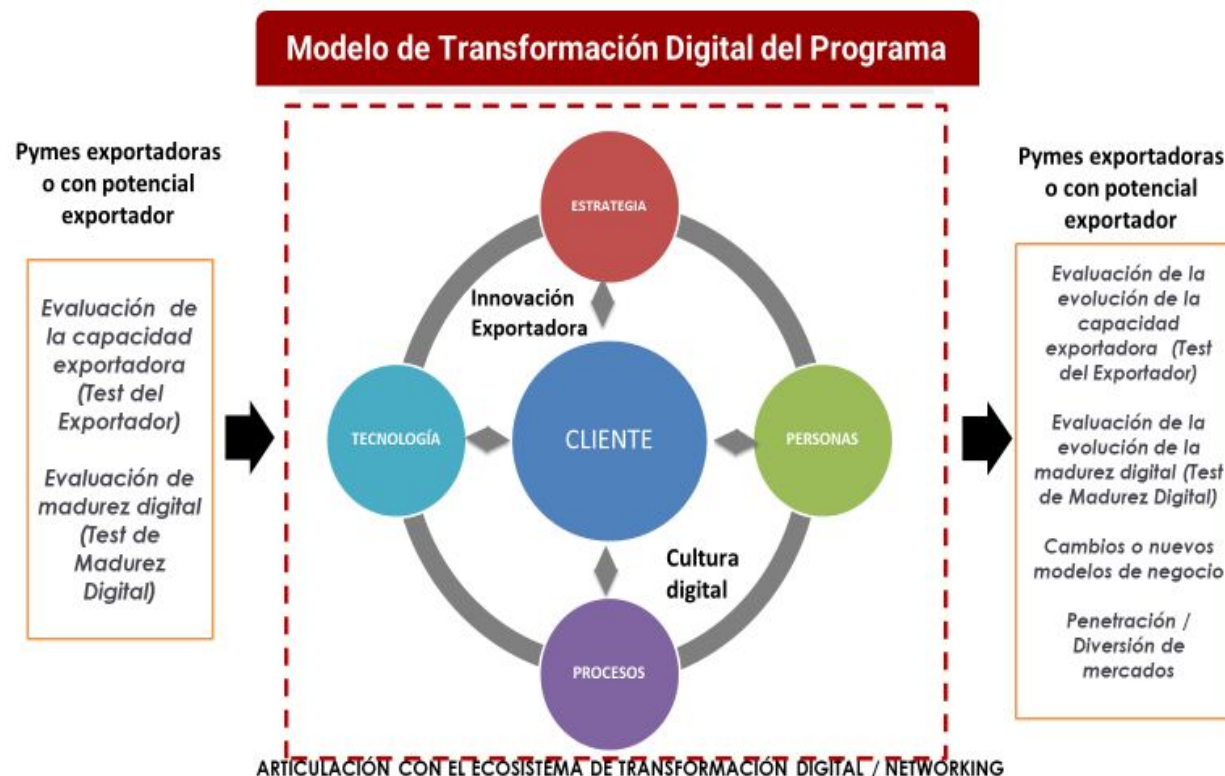 Modelo de Transformación Digital del Programa
Pymes exportadoras
o con potencial
exportador
Evaluación de
la capacidad
exportadora
(Test del
Exportador)
Evaluación de
madurez digital
(Test de
Madurez
Digital)
ESTRATEGIA
Innovación
Exportadora
TECNOLOGÍA
CLIENTE
PERSONAS
Cultura
digital
PROCESOS
Pymes exportadoras
o con potencial
exportador
Evaluación de la
evolución de la
capacidad
exportadora (Test
del Exportador)
Evaluación de la
evolución de la
madurez digital (Test
de Madurez Digital)
Cambios o nuevos
modelos de negocio
Penetración /
Diversión de
mercados
ARTICULACIÓN CON EL ECOSISTEMA DE TRANSFORMACIÓN DIGITAL / NETWORKING